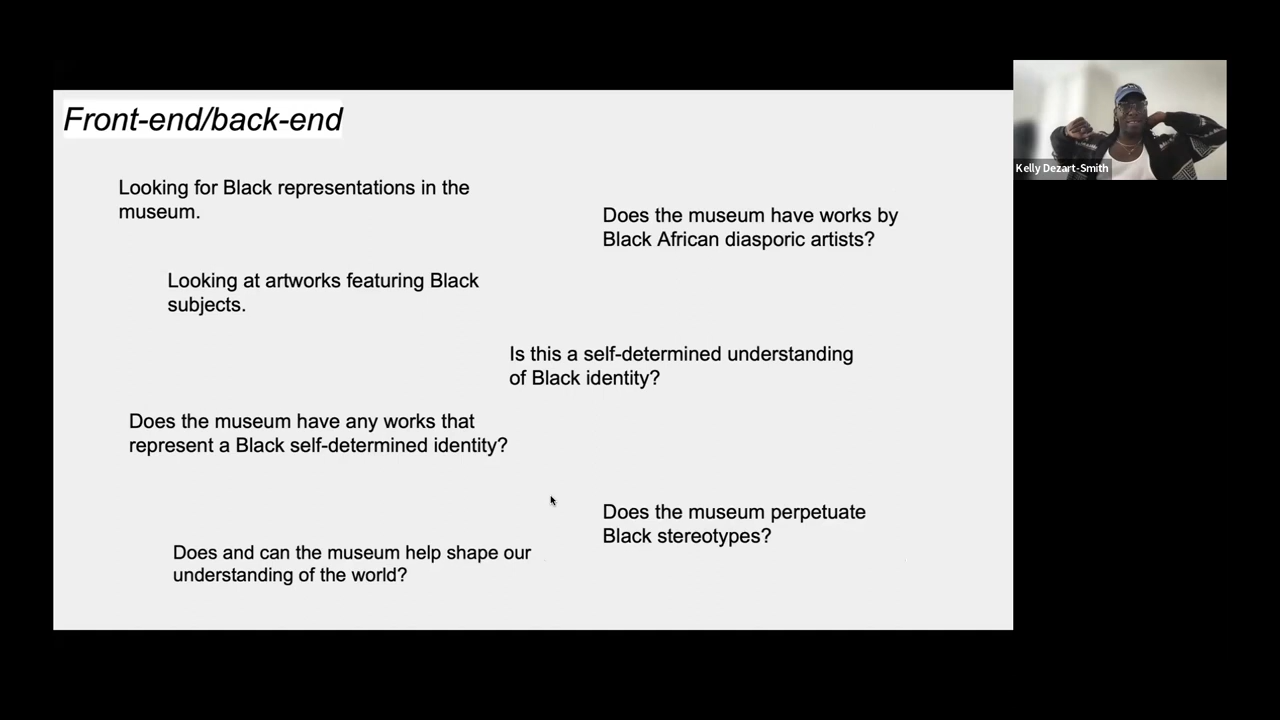 Front-end/back-end
Looking for Black representations in the
museum.
Does the museum have works by
Black African diasporic artists?
Looking at artworks featuring Black
subjects.
Is this a self-determined understanding
of Black identity?
Does the museum have any works that
represent a Black self-determined identity?
Does the museum perpetuate
Black stereotypes?
Does and can the museum help shape our
understanding of the world?
Kelly Dezart-Smith